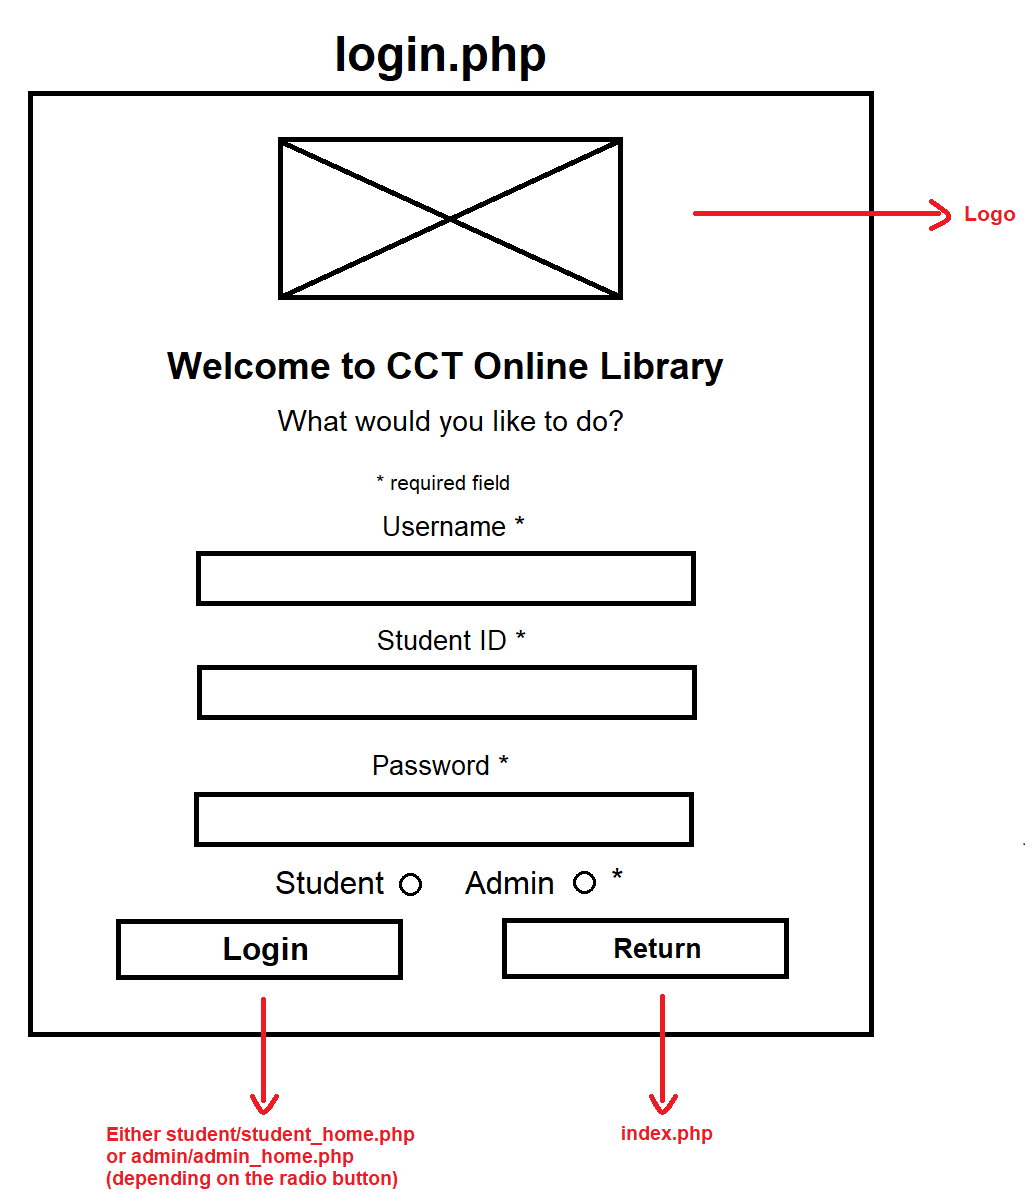 login.php
Logo
Welcome to CCT Online Library
What would you like to do?
* required field
Username *
Student ID *
Password *
Student Admin *
Login Return
Either student/student_home.php
or admin/admin_home.php
(depending on the radio button)
index.php